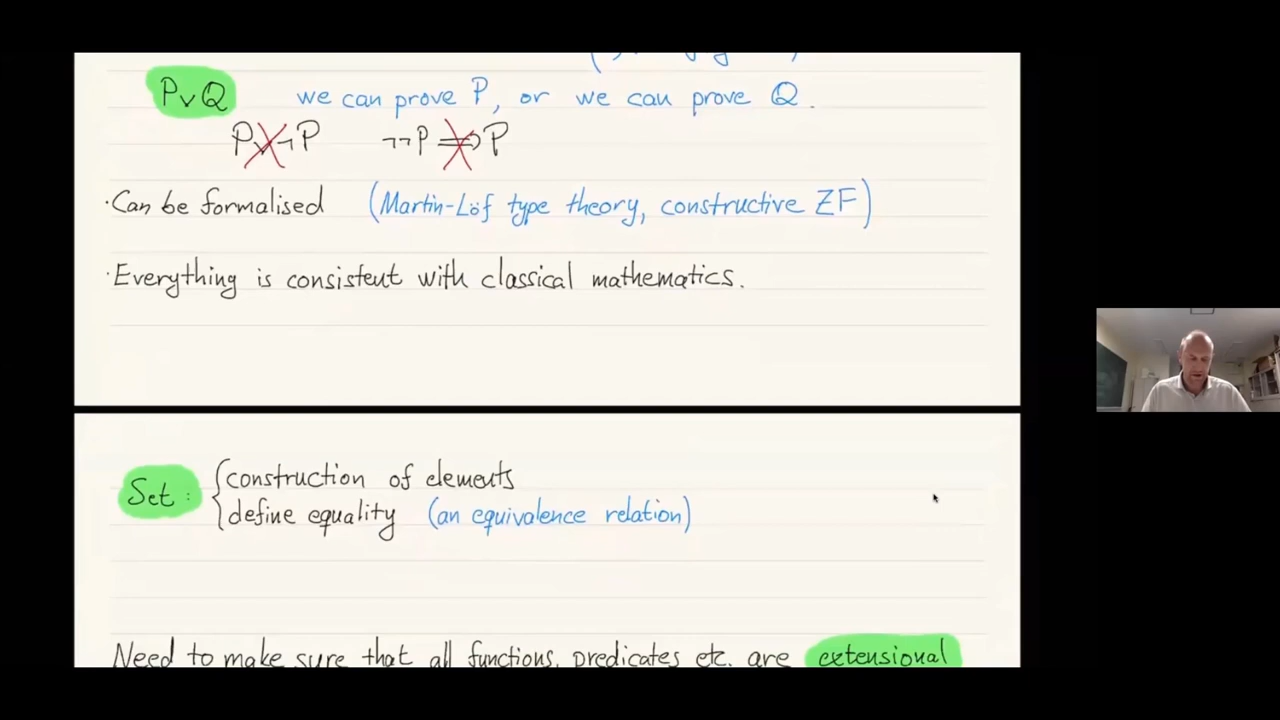 P∨Q we can prove P, or we can prove Q.
P∨¬P ¬¬P ⟹ P
·Can be formalised (Martin-Löf type theory, constructive ZF)
·Everything is consistent with classical mathematics.
Set: { construction of elements
define equality (an equivalence relation)
Need to make sure that all functions, predicates etc. are extensional